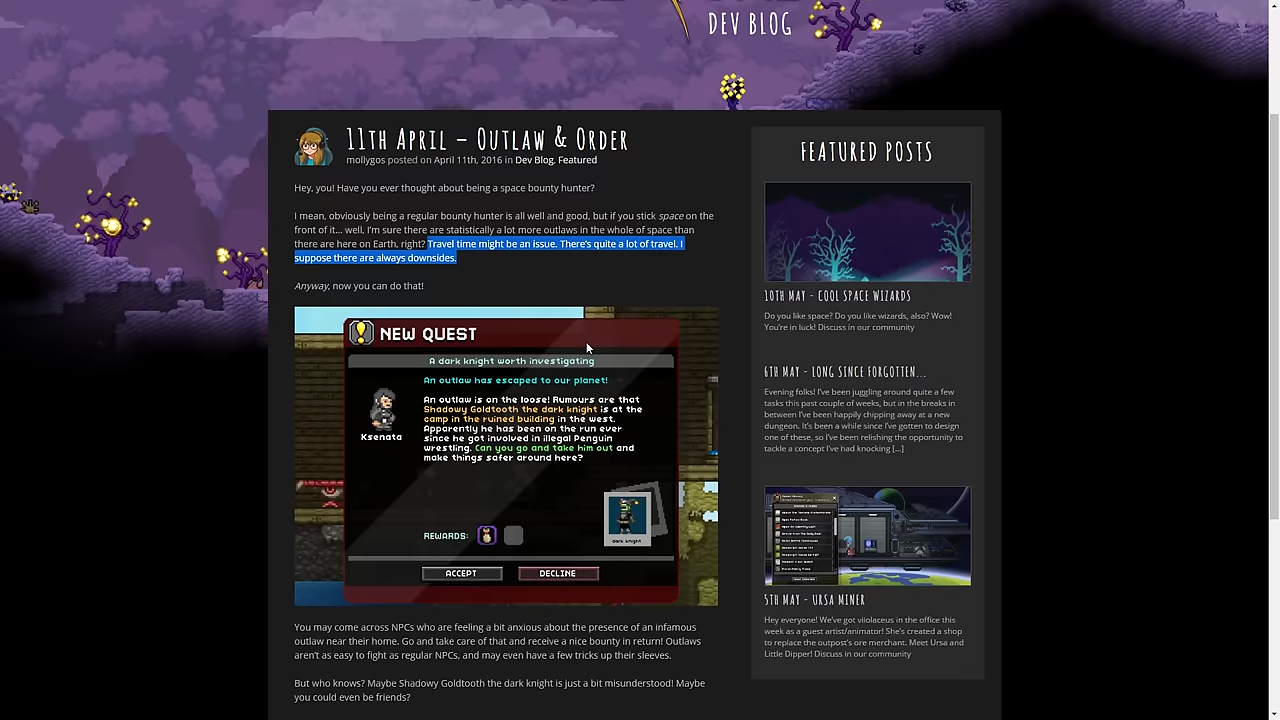 DEV BLOG
11TH APRIL – OUTLAW & ORDER
mollygos posted on April 11th, 2016 in Dev Blog, Featured
Hey, you! Have you ever thought about being a space bounty hunter?
I mean, obviously being a regular bounty hunter is all well and good, but if you stick space on the
front of it... well, I'm sure there are statistically a lot more outlaws in the whole of space than
there are here on Earth, right? Travel time might be an issue. There's quite a lot of travel. I
suppose there are always downsides.
Anyway, now you can do that!
NEW QUEST
A dark knight worth investigating
An outlaw has escaped to our planet!
An outlaw is on the loose! Rumours are that
Shadowy Goldtooth the dark knight is at the
camp in the ruined building in the west.
Apparently he has been on the run ever
since he got involved in illegal Penguin
wrestling. Can you go and take him out and
make things safer around here?
Ksenata
dark knight
REWARDS:
ACCEPT
DECLINE
You may come across NPCs who are feeling a bit anxious about the presence of an infamous
outlaw near their home. Go and take care of that and receive a nice bounty in return! Outlaws
aren't as easy to fight as regular NPCs, and may even have a few tricks up their sleeves.
But who knows? Maybe Shadowy Goldtooth the dark knight is just a bit misunderstood! Maybe
you could even be friends?
FEATURED POSTS
10TH MAY – COOL SPACE WIZARDS
Do you like space? Do you like wizards, also? Wow!
You're in luck! Discuss in our community
6TH MAY – LONG SINCE FORGOTTEN...
Evening folks! I've been juggling around quite a few
tasks this past couple of weeks, but in the breaks in
between I've been happily chipping away at a new
dungeon. It's been a while since I've gotten to design
one of these, so I've been relishing the opportunity to
tackle a concept I've had knocking [...]
5TH MAY – URSA MINER
Hey everyone! We've got viiolaceus in the office this
week as a guest artist/animator! She's created a shop
to replace the outpost's ore merchant. Meet Ursa and
Little Dipper! Discuss in our community